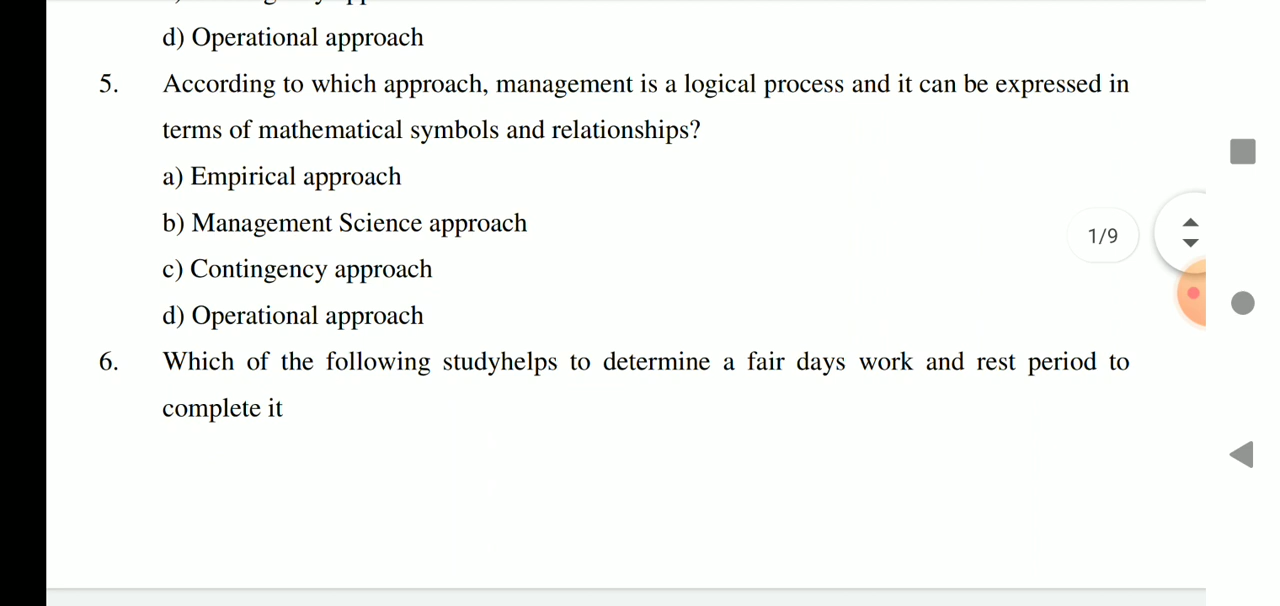 d) Operational approach
5. According to which approach, management is a logical process and it can be expressed in
terms of mathematical symbols and relationships?
a) Empirical approach
b) Management Science approach
1/9
c) Contingency approach
d) Operational approach
6. Which of the following studyhelps to determine a fair days work and rest period to
complete it